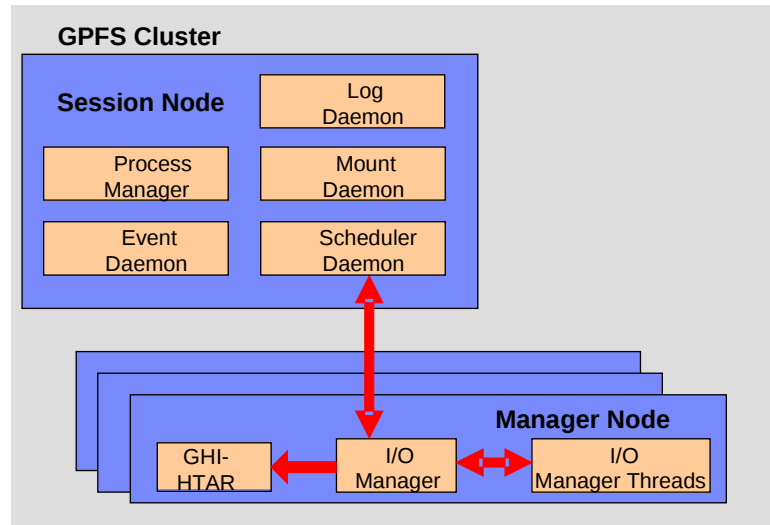 GPFS Cluster
Session Node
Log
Daemon
Process
Manager
Mount
Daemon
Event
Daemon
Scheduler
Daemon
Manager Node
GHI-
HTAR
I/O
Manager
I/O
Manager Threads